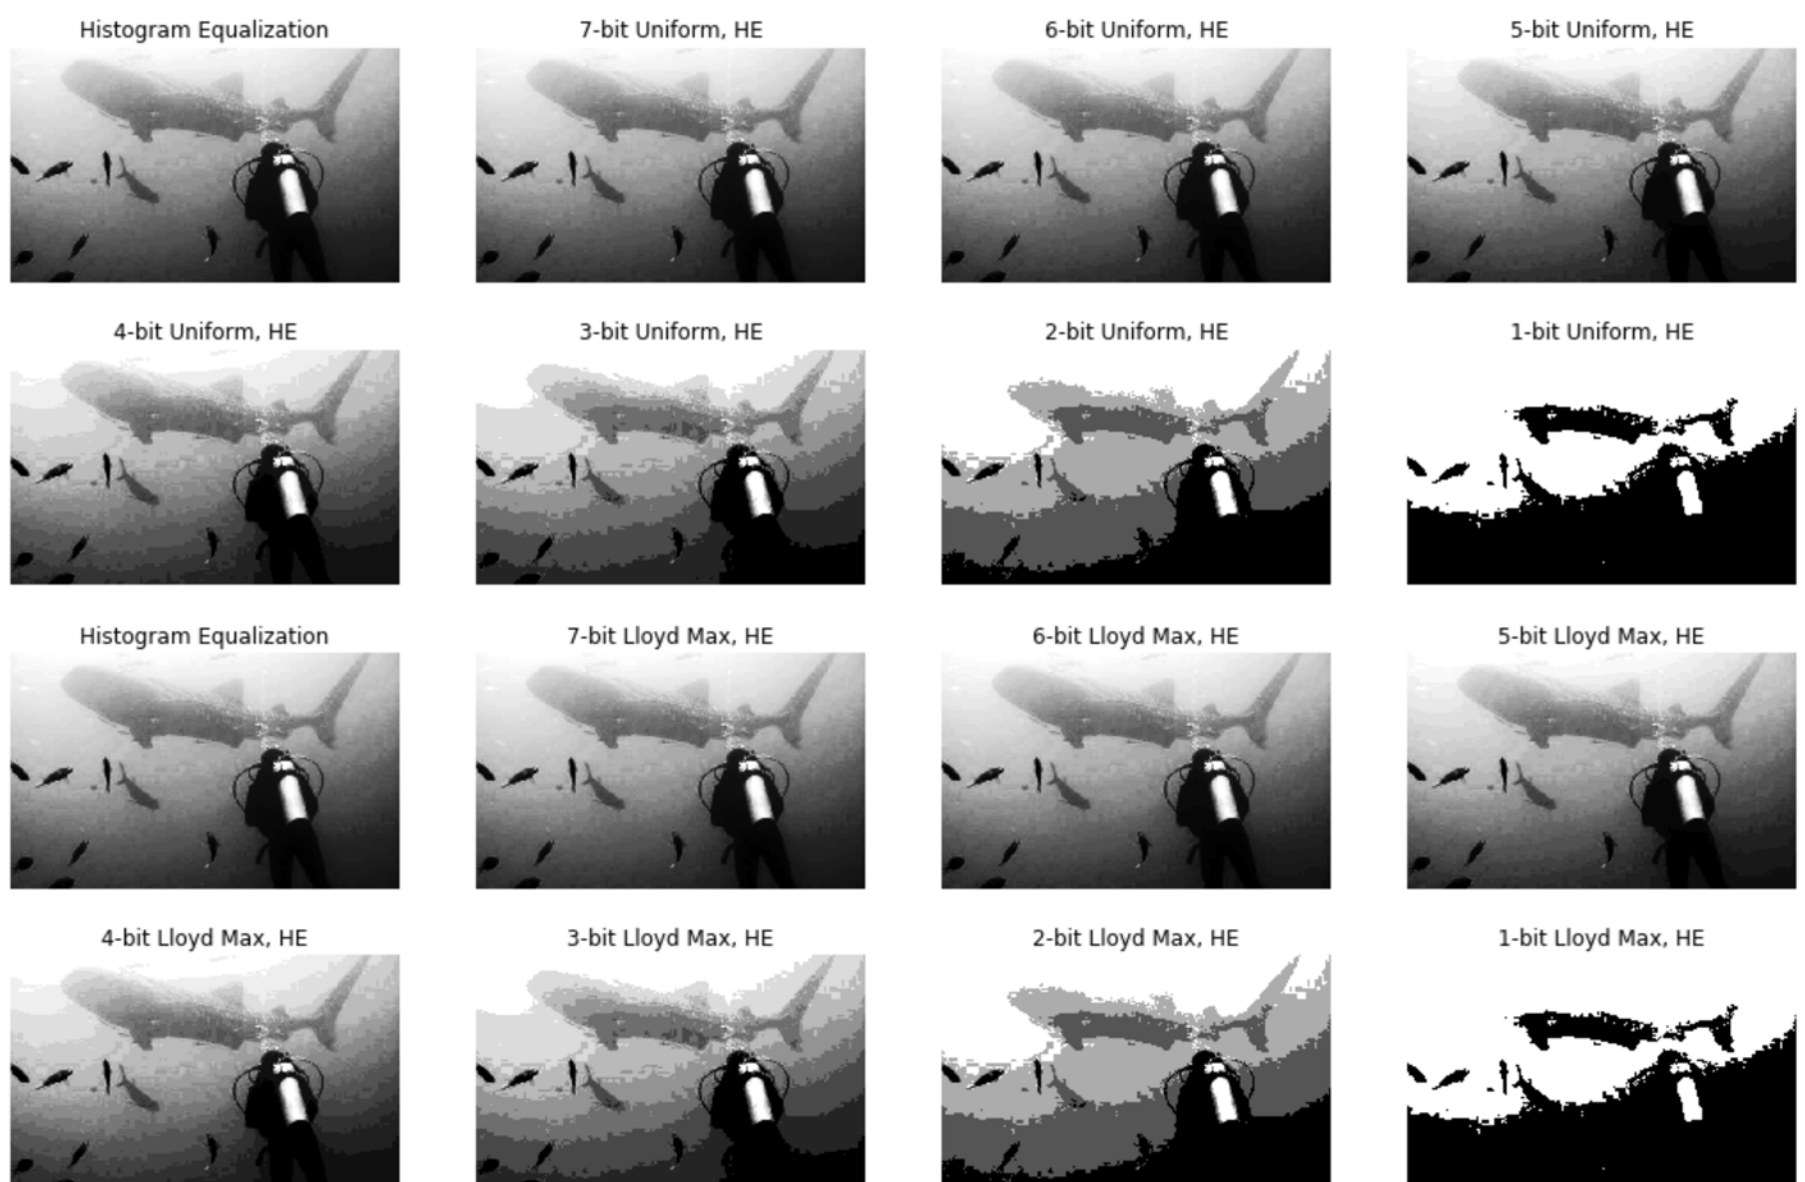 Histogram Equalization
7-bit Uniform, HE
6-bit Uniform, HE
5-bit Uniform, HE
4-bit Uniform, HE
3-bit Uniform, HE
2-bit Uniform, HE
1-bit Uniform, HE
Histogram Equalization
7-bit Lloyd Max, HE
6-bit Lloyd Max, HE
5-bit Lloyd Max, HE
4-bit Lloyd Max, HE
3-bit Lloyd Max, HE
2-bit Lloyd Max, HE
1-bit Lloyd Max, HE